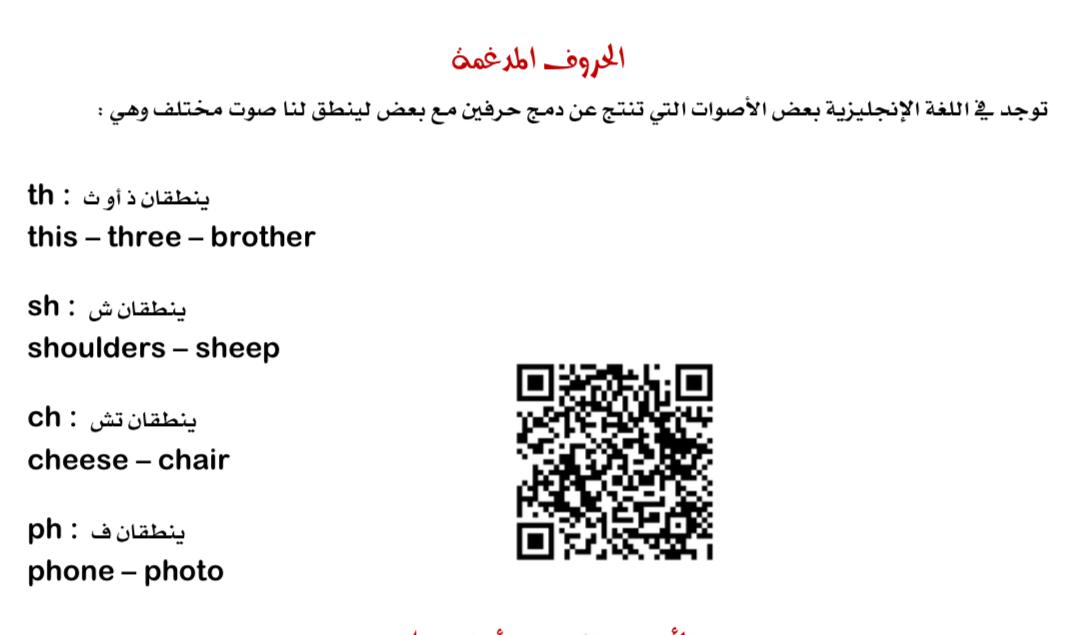 الحروف المدغمة
توجد في اللغة الإنجليزية بعض الأصوات التي تنتج عن دمج حرفين مع بعض لينطق لنا صوت مختلف وهي :
th : ينطقان ذ أو ث
this – three – brother
sh : ينطقان ش
shoulders – sheep
ch : ينطقان تش
cheese – chair
ph : ينطقان ف
phone – photo